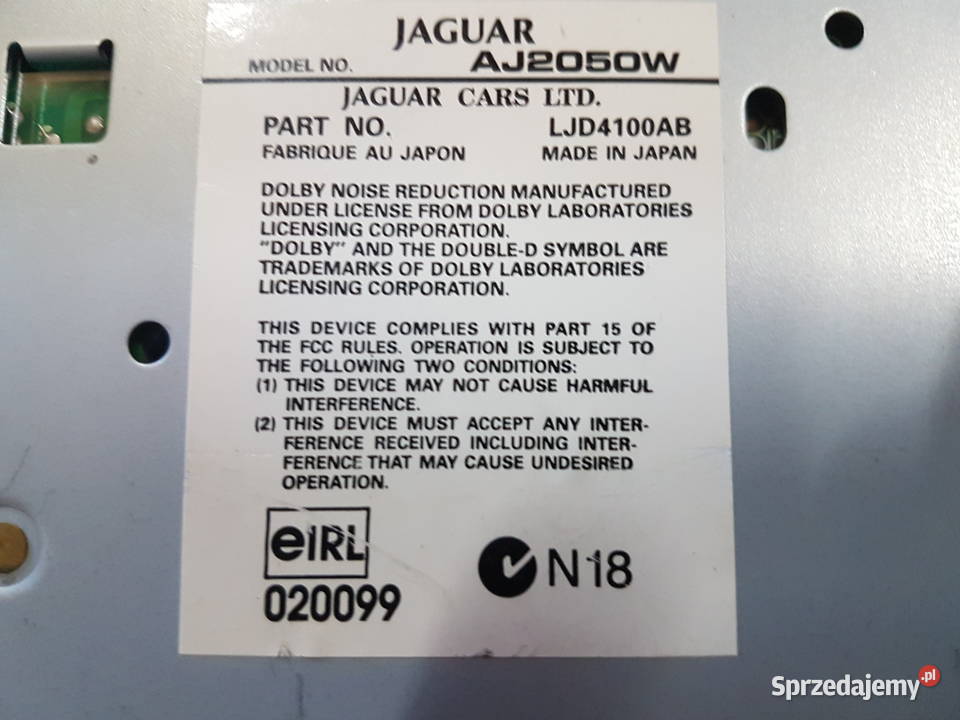 JAGUAR
MODEL NO. AJ2050W
JAGUAR CARS LTD.
PART NO. LJD4100AB
FABRIQUE AU JAPON MADE IN JAPAN
DOLBY NOISE REDUCTION MANUFACTURED
UNDER LICENSE FROM DOLBY LABORATORIES
LICENSING CORPORATION.
"DOLBY" AND THE DOUBLE-D SYMBOL ARE
TRADEMARKS OF DOLBY LABORATORIES
LICENSING CORPORATION.
THIS DEVICE COMPLIES WITH PART 15 OF
THE FCC RULES. OPERATION IS SUBJECT TO
THE FOLLOWING TWO CONDITIONS:
(1) THIS DEVICE MAY NOT CAUSE HARMFUL
INTERFERENCE.
(2) THIS DEVICE MUST ACCEPT ANY INTER-
FERENCE RECEIVED INCLUDING INTER-
FERENCE THAT MAY CAUSE UNDESIRED
OPERATION.
eIRL
020099
N18
Sprzedajemy.pl